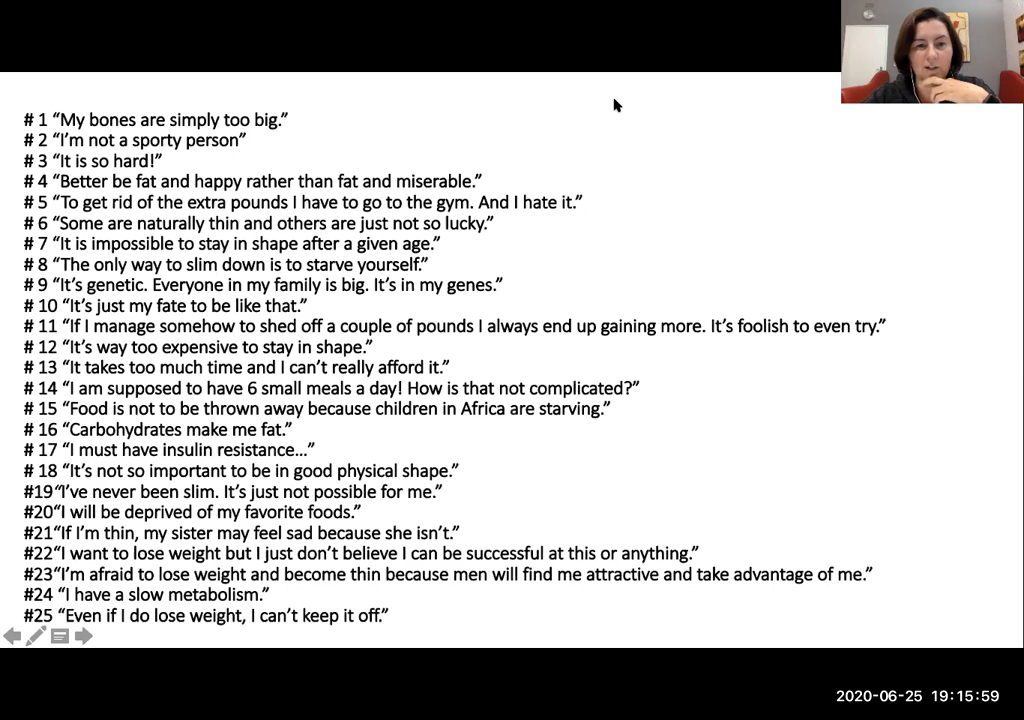 # 1 “My bones are simply too big.”
# 2 “I’m not a sporty person”
# 3 “It is so hard!”
# 4 “Better be fat and happy rather than fat and miserable.”
# 5 “To get rid of the extra pounds I have to go to the gym. And I hate it.”
# 6 “Some are naturally thin and others are just not so lucky.”
# 7 “It is impossible to stay in shape after a given age.”
# 8 “The only way to slim down is to starve yourself.”
# 9 “It’s genetic. Everyone in my family is big. It’s in my genes.”
# 10 “It’s just my fate to be like that.”
# 11 “If I manage somehow to shed off a couple of pounds I always end up gaining more. It’s foolish to even try.”
# 12 “It’s way too expensive to stay in shape.”
# 13 “It takes too much time and I can’t really afford it.”
# 14 “I am supposed to have 6 small meals a day! How is that not complicated?”
# 15 “Food is not to be thrown away because children in Africa are starving.”
# 16 “Carbohydrates make me fat.”
# 17 “I must have insulin resistance…”
# 18 “It’s not so important to be in good physical shape.”
#19“I’ve never been slim. It’s just not possible for me.”
#20“I will be deprived of my favorite foods.”
#21“If I’m thin, my sister may feel sad because she isn’t.”
#22“I want to lose weight but I just don’t believe I can be successful at this or anything.”
#23“I’m afraid to lose weight and become thin because men will find me attractive and take advantage of me.”
#24 “I have a slow metabolism.”
#25 “Even if I do lose weight, I can’t keep it off.”
2020-06-25 19:15:59